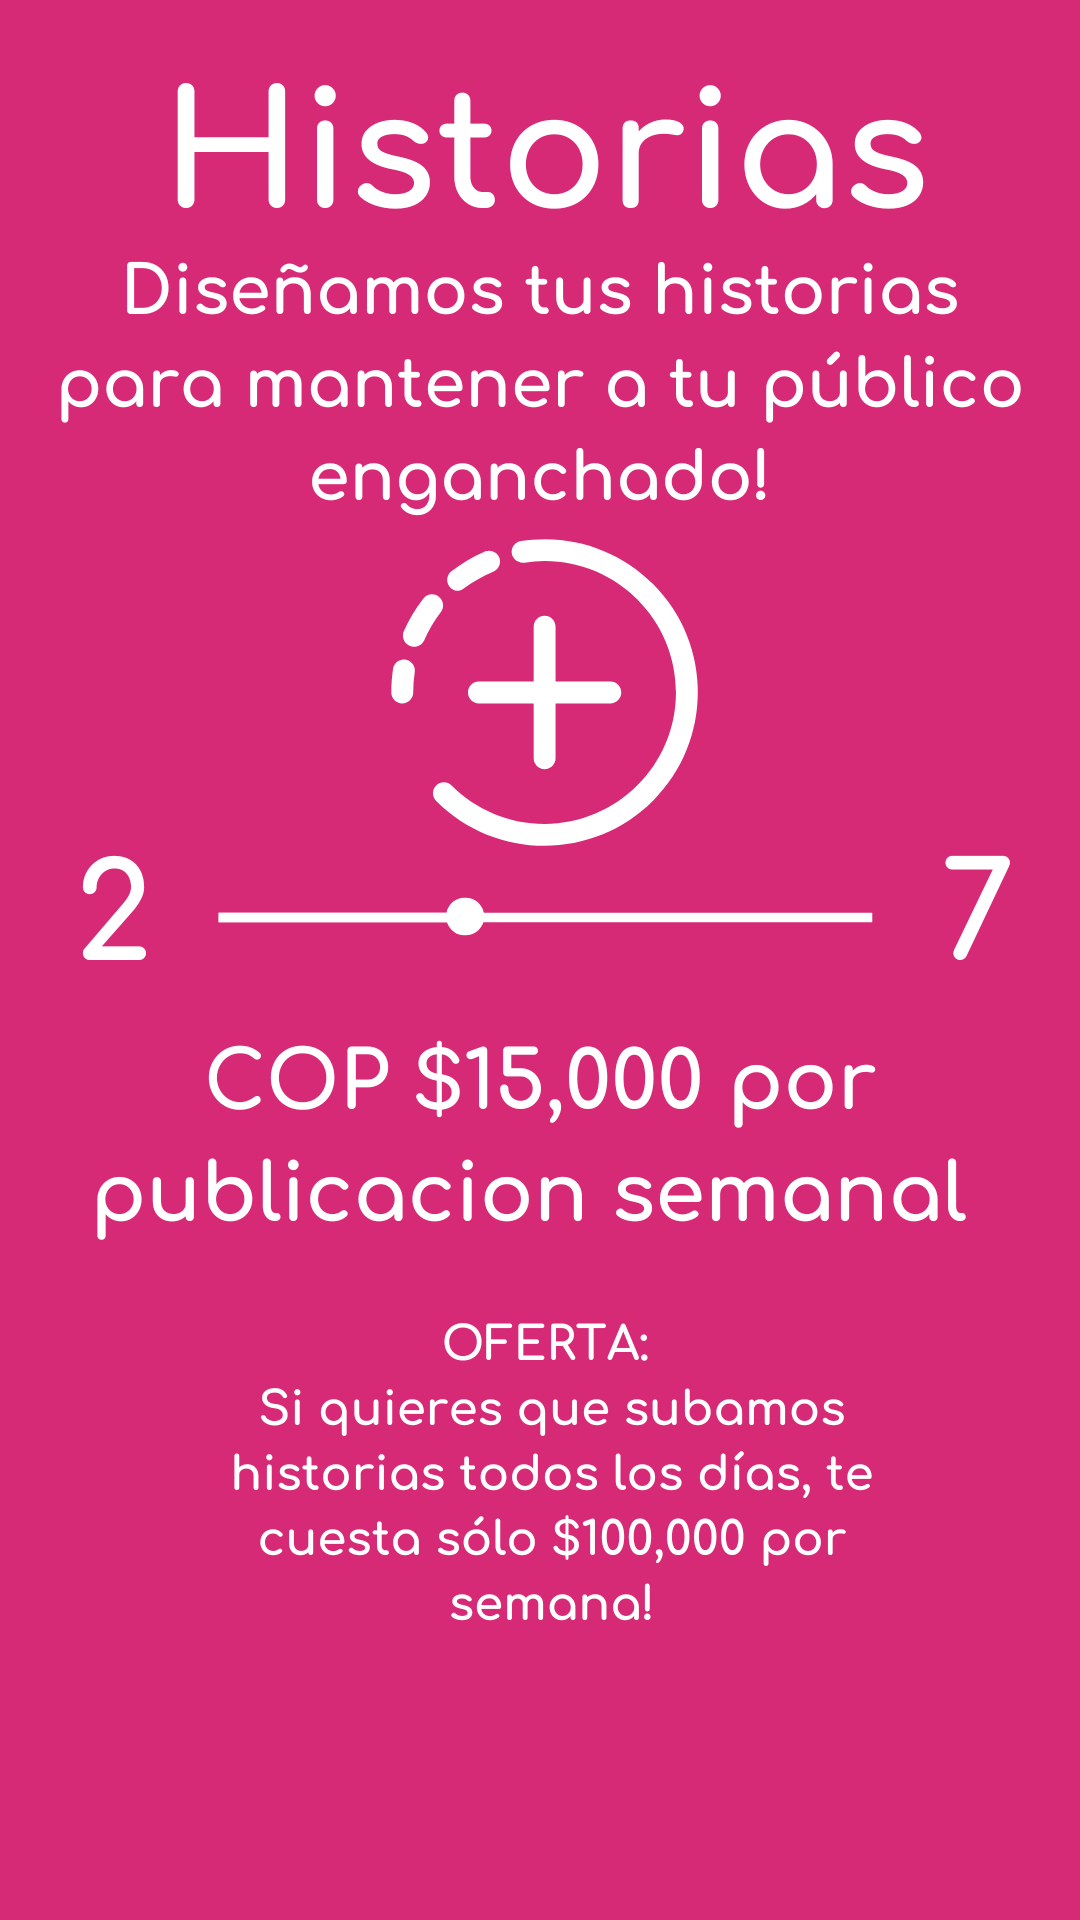 Historias
Diseñamos tus historias
para mantener a tu público
enganchado!
2 7
COP $15,000 por
publicacion semanal
OFERTA:
Si quieres que subamos
historias todos los días, te
cuesta sólo $100,000 por
semana!